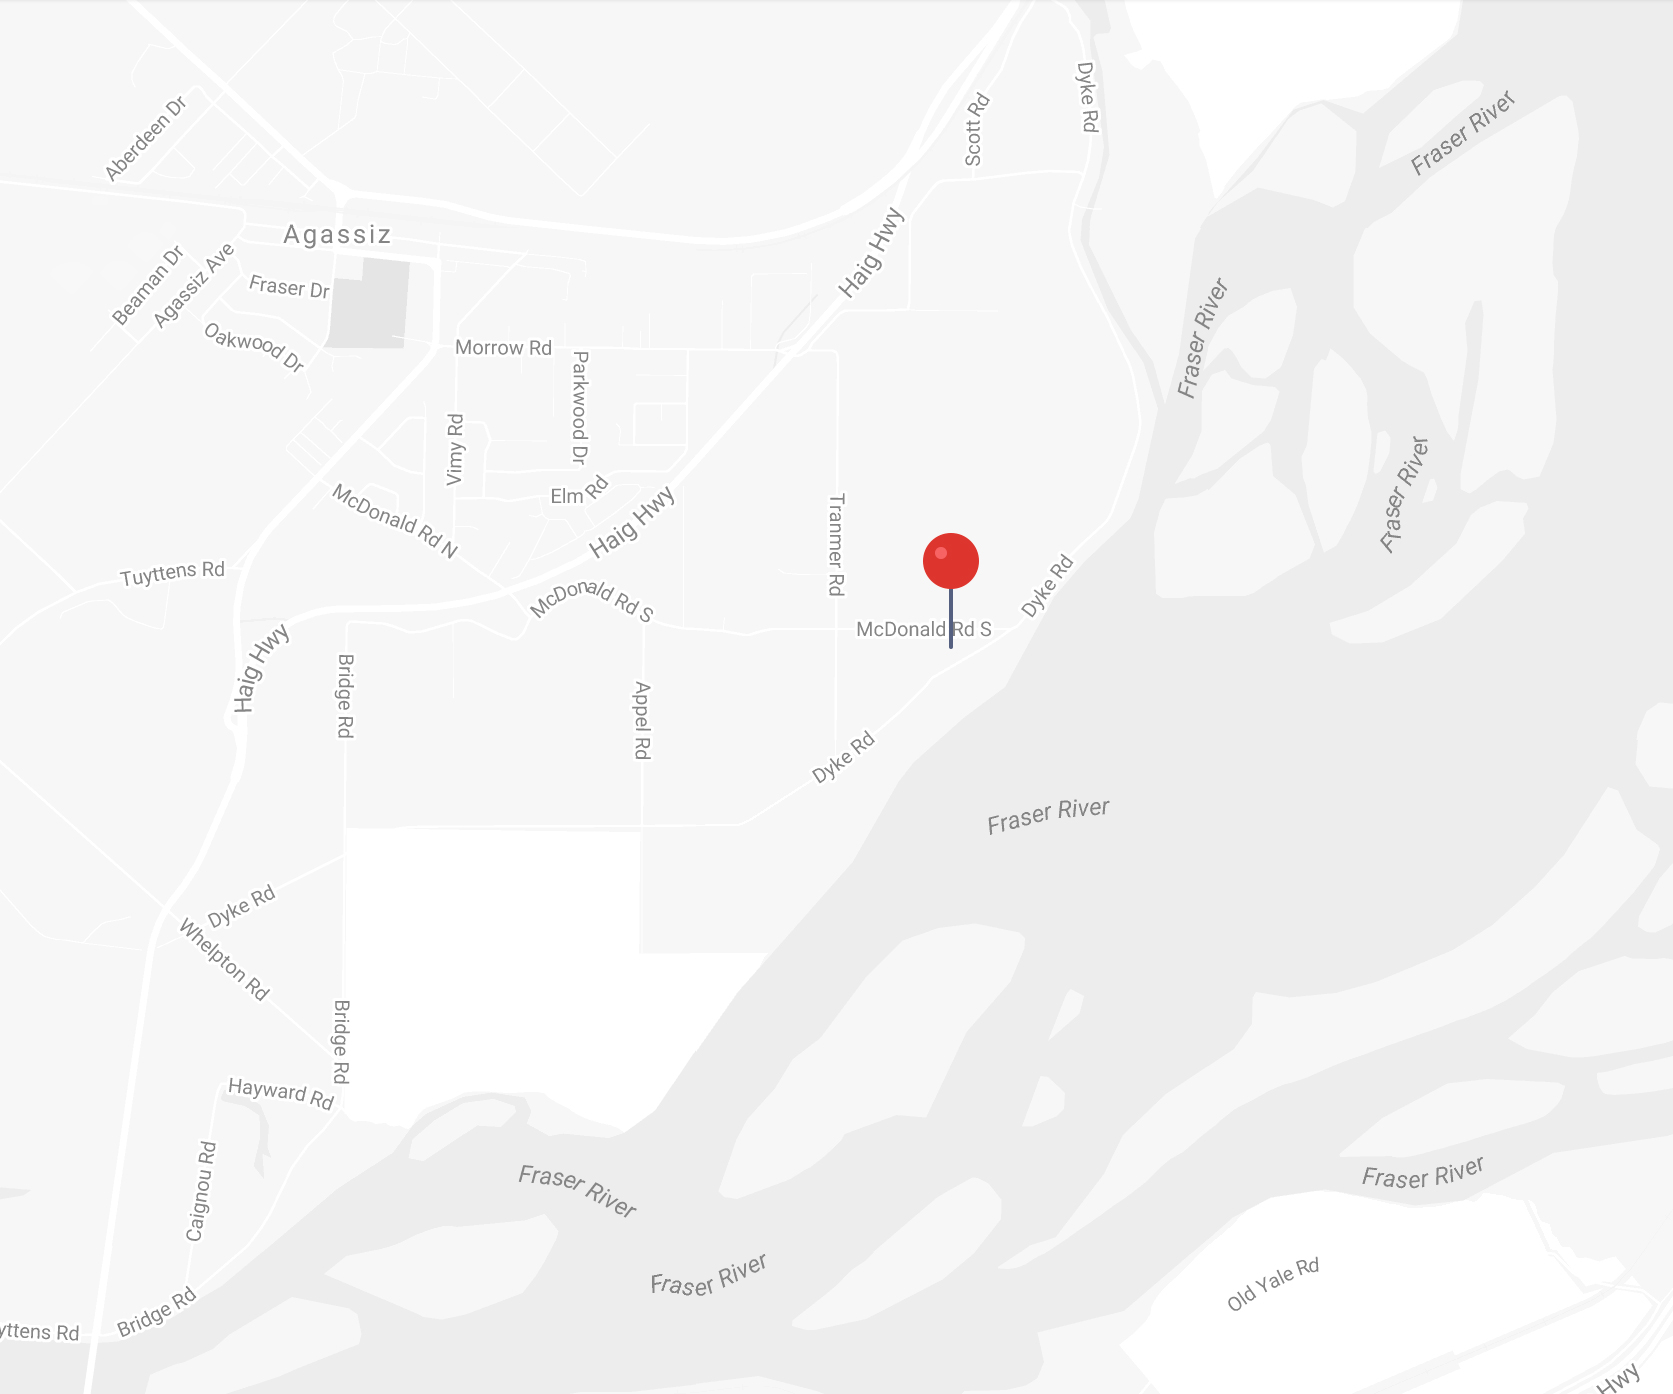 Dyke Rd
Scott Rd
Fraser River
Aberdeen Dr
Agassiz
Haig Hwy
Beaman Dr
Agassiz Ave
Fraser Dr
Fraser River
Oakwood Dr
Morrow Rd
Parkwood Dr
Vimy Rd
Fraser River
Elm Rd
McDonald Rd N
Haig Hwy
Tranmer Rd
Tuyttens Rd
Dyke Rd
McDonald Rd S
McDonald Rd S
Haig Hwy
Bridge Rd
Appel Rd
Dyke Rd
Fraser River
Dyke Rd
Whelpton Rd
Bridge Rd
Hayward Rd
Fraser River
Fraser River
Caignou Rd
Fraser River
Old Yale Rd
Bridge Rd
yttens Rd
Hwy